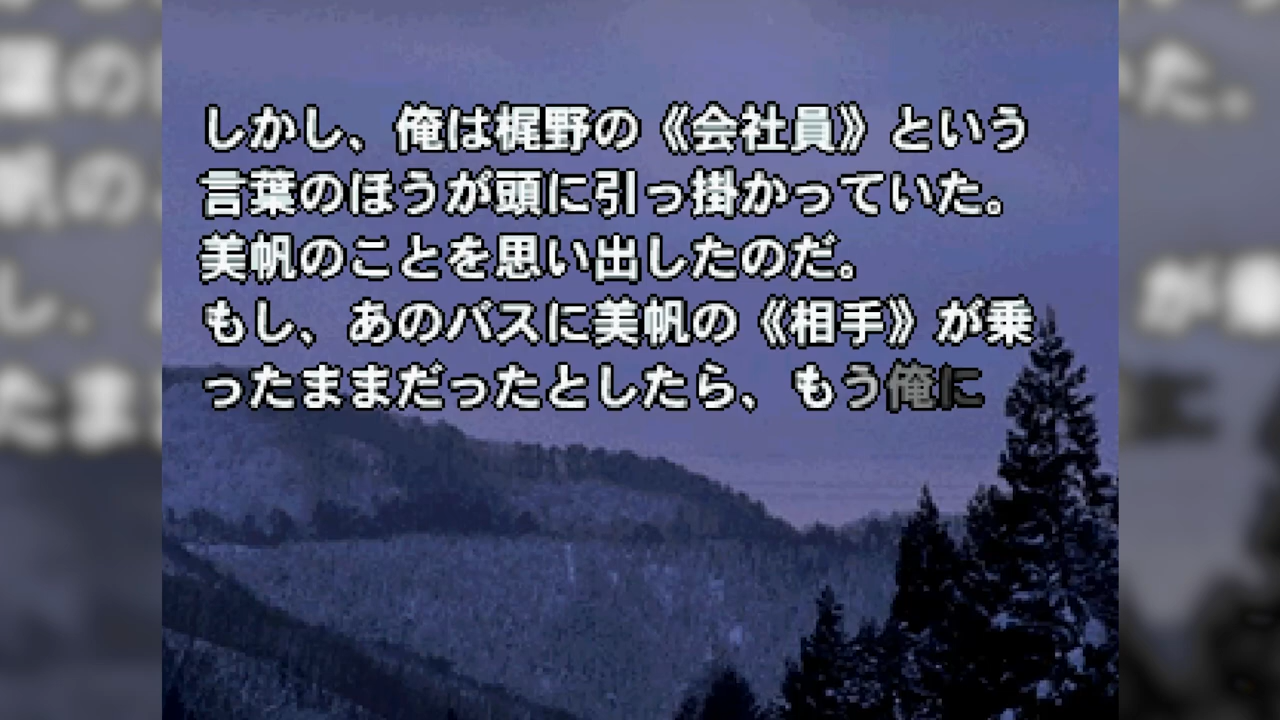 しかし、俺は梶野の《会社員》という
言葉のほうが頭に引っ掛かっていた。
美帆のことを思い出したのだ。
もし、あのバスに美帆の《相手》が乗
ったままだったとしたら、もう俺に